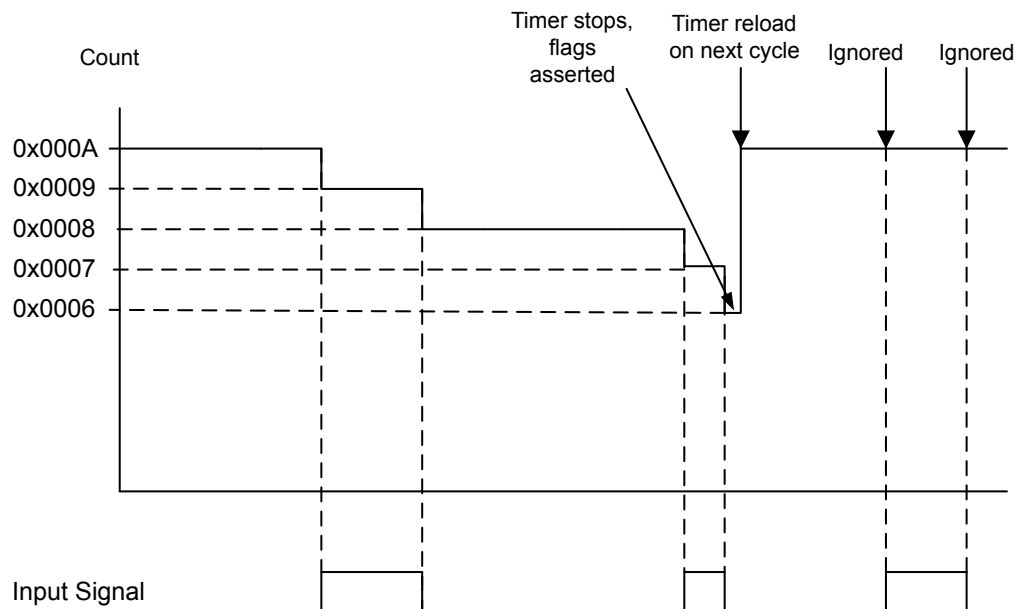 Timer stops,
flags
asserted
Timer reload
on next cycle
Ignored
Ignored
Count
0x000A
0x0009
0x0008
0x0007
0x0006
Input Signal